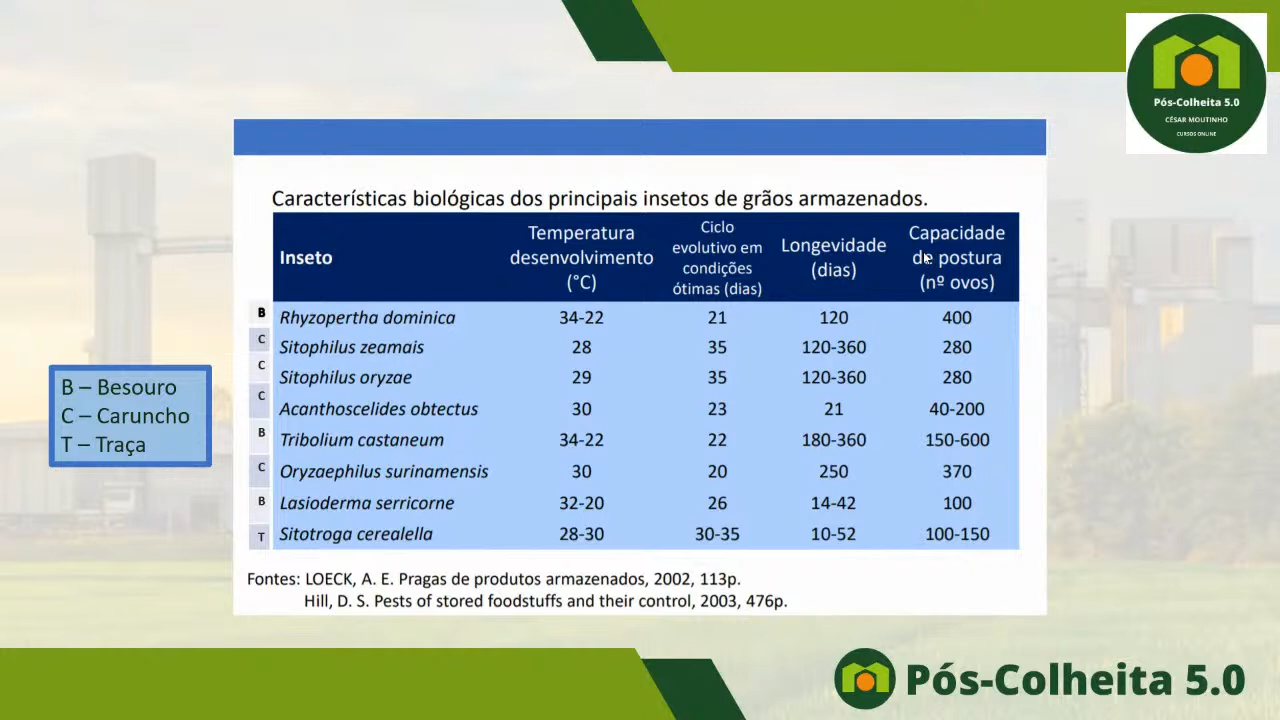 Pós-Colheita 5.0
CÉSAR MOUTINHO
CURSOS ONLINE
Características biológicas dos principais insetos de grãos armazenados.
Inseto Temperatura desenvolvimento (°C) Ciclo evolutivo em condições ótimas (dias) Longevidade (dias) Capacidade de postura (nº ovos)
B Rhyzopertha dominica 34-22 21 120 400
C Sitophilus zeamais 28 35 120-360 280
C Sitophilus oryzae 29 35 120-360 280
C Acanthoscelides obtectus 30 23 21 40-200
B Tribolium castaneum 34-22 22 180-360 150-600
C Oryzaephilus surinamensis 30 20 250 370
B Lasioderma serricorne 32-20 26 14-42 100
T Sitotroga cerealella 28-30 30-35 10-52 100-150
B – Besouro
C – Caruncho
T – Traça
Fontes: LOECK, A. E. Pragas de produtos armazenados, 2002, 113p.
Hill, D. S. Pests of stored foodstuffs and their control, 2003, 476p.
Pós-Colheita 5.0